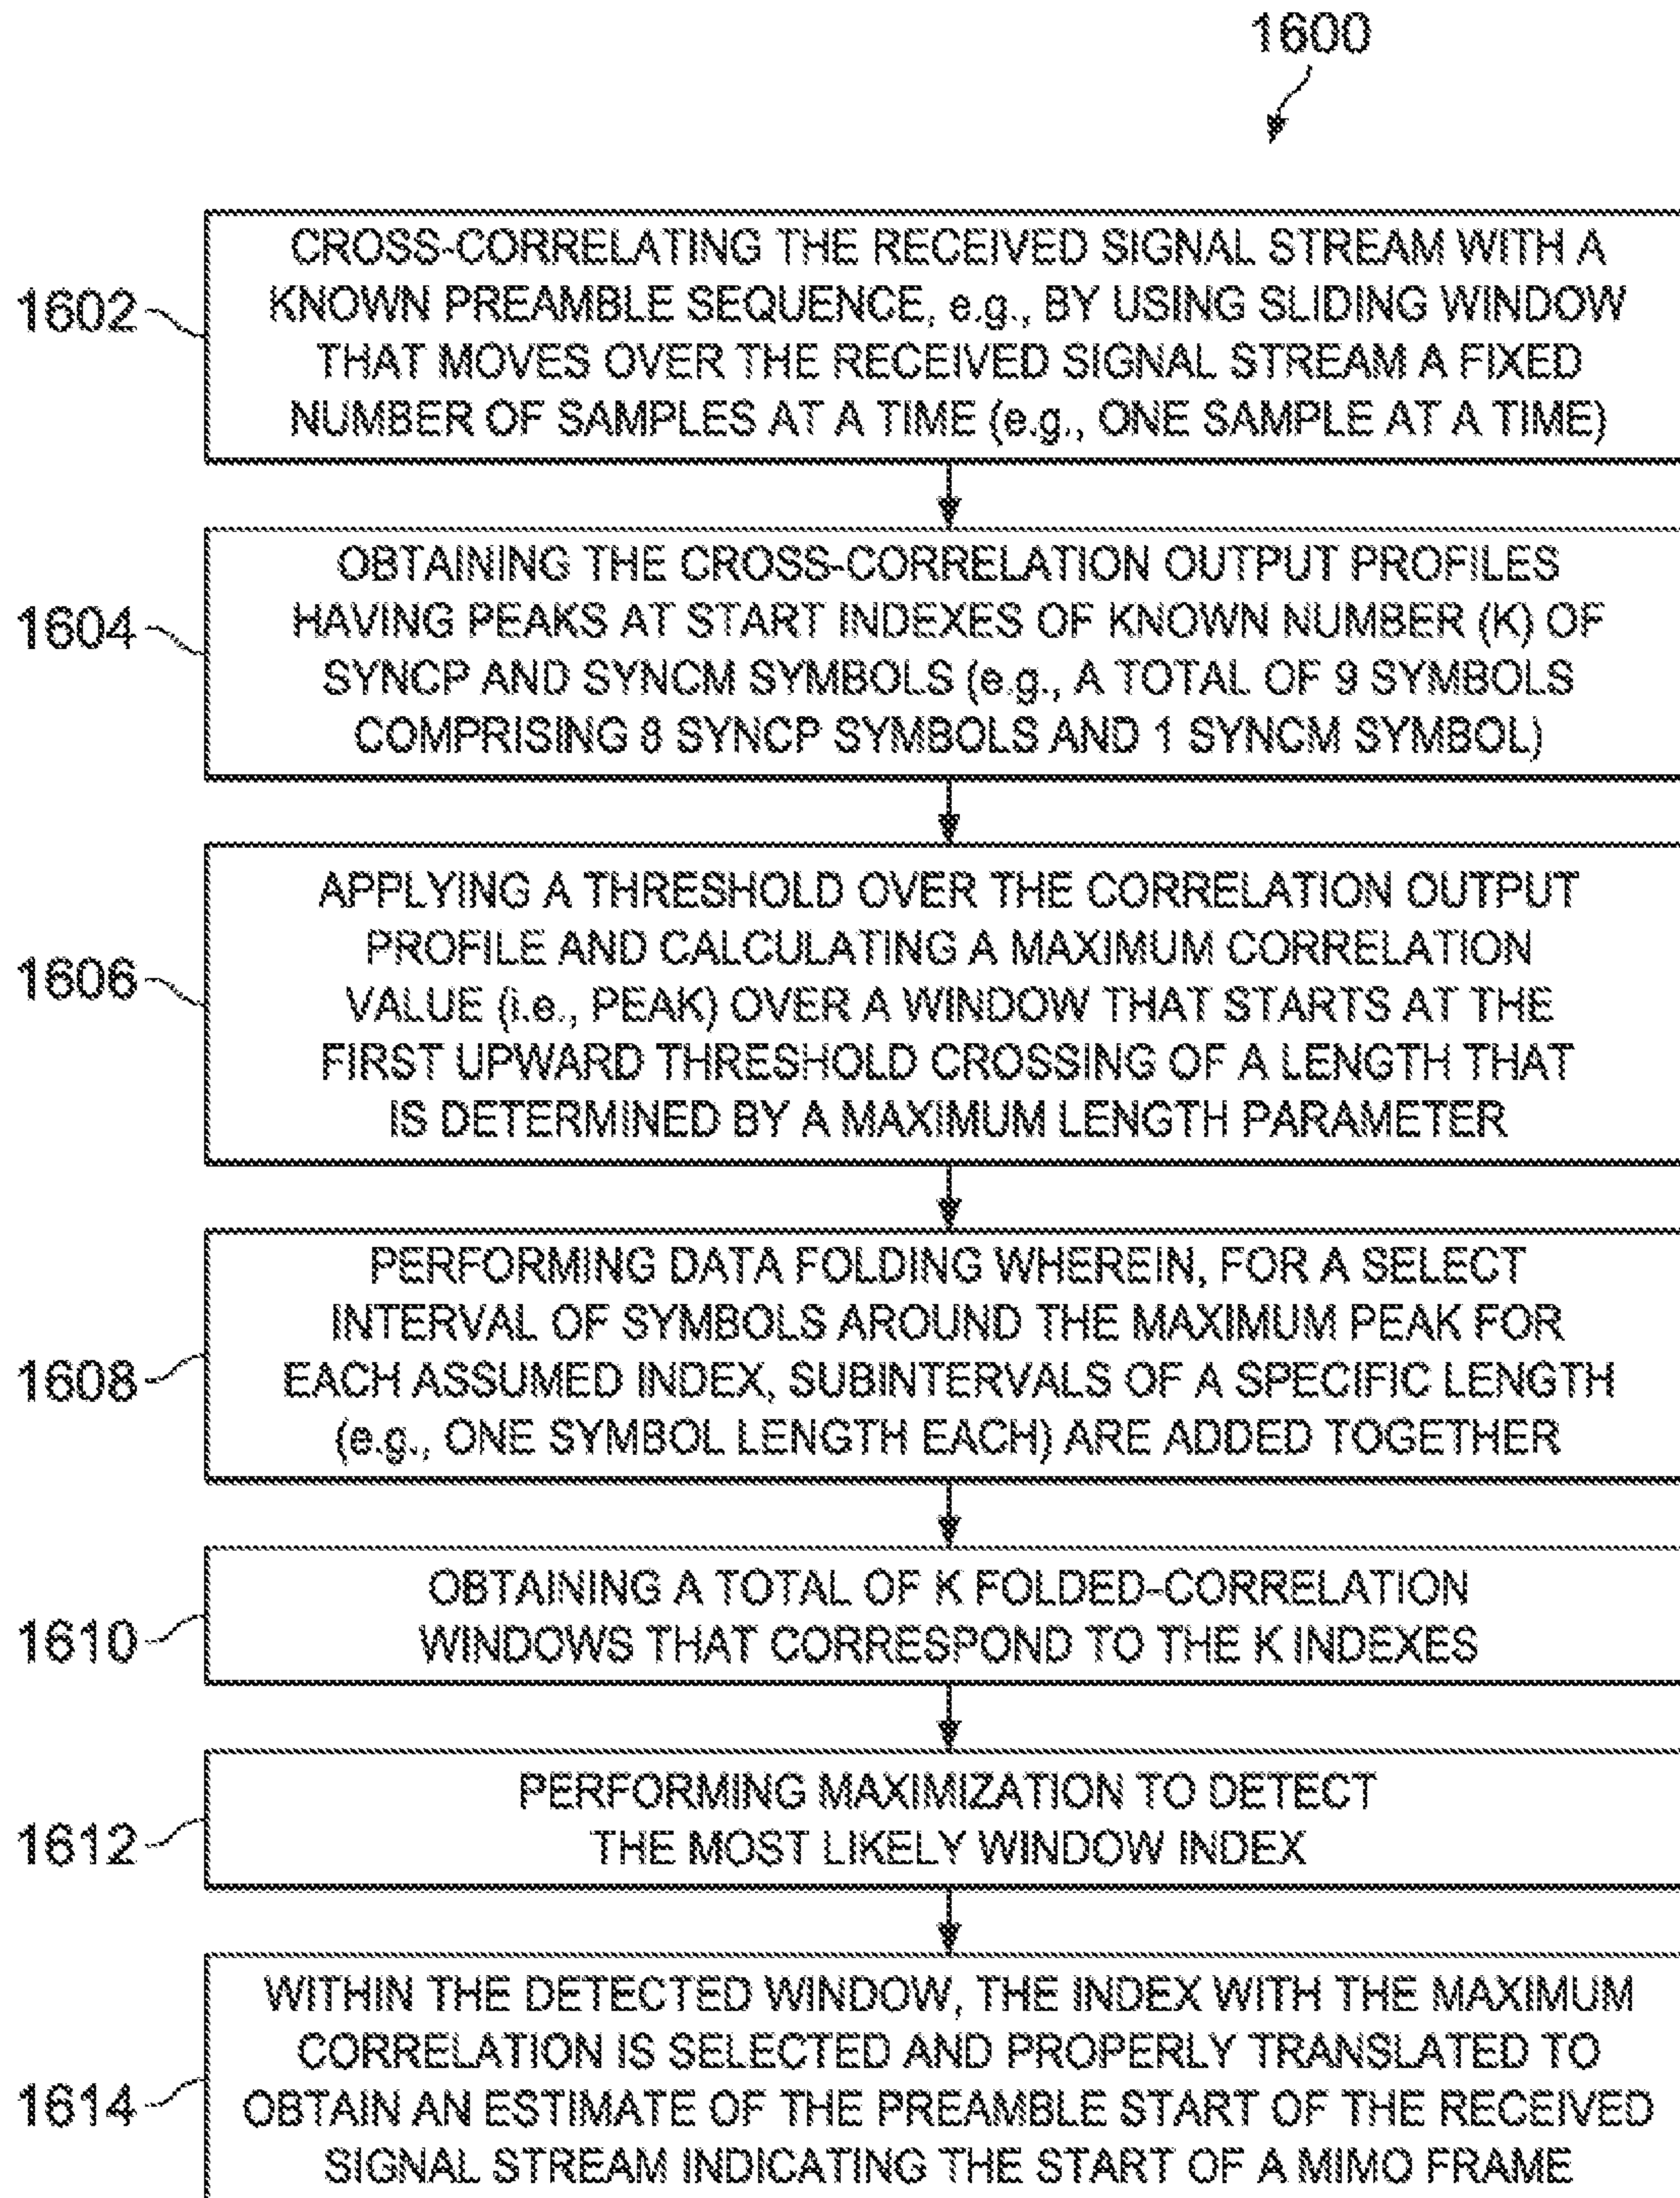 1600
1602
CROSS-CORRELATING THE RECEIVED SIGNAL STREAM WITH A
KNOWN PREAMBLE SEQUENCE, e.g., BY USING SLIDING WINDOW
THAT MOVES OVER THE RECEIVED SIGNAL STREAM A FIXED
NUMBER OF SAMPLES AT A TIME (e.g., ONE SAMPLE AT A TIME)
1604
OBTAINING THE CROSS-CORRELATION OUTPUT PROFILES
HAVING PEAKS AT START INDEXES OF KNOWN NUMBER (K) OF
SYNCP AND SYNCM SYMBOLS (e.g., A TOTAL OF 9 SYMBOLS
COMPRISING 8 SYNCP SYMBOLS AND 1 SYNCM SYMBOL)
1606
APPLYING A THRESHOLD OVER THE CORRELATION OUTPUT
PROFILE AND CALCULATING A MAXIMUM CORRELATION
VALUE (i.e., PEAK) OVER A WINDOW THAT STARTS AT THE
FIRST UPWARD THRESHOLD CROSSING OF A LENGTH THAT
IS DETERMINED BY A MAXIMUM LENGTH PARAMETER
1608
PERFORMING DATA FOLDING WHEREIN, FOR A SELECT
INTERVAL OF SYMBOLS AROUND THE MAXIMUM PEAK FOR
EACH ASSUMED INDEX, SUBINTERVALS OF A SPECIFIC LENGTH
(e.g., ONE SYMBOL LENGTH EACH) ARE ADDED TOGETHER
1610
OBTAINING A TOTAL OF K FOLDED-CORRELATION
WINDOWS THAT CORRESPOND TO THE K INDEXES
1612
PERFORMING MAXIMIZATION TO DETECT
THE MOST LIKELY WINDOW INDEX
1614
WITHIN THE DETECTED WINDOW, THE INDEX WITH THE MAXIMUM
CORRELATION IS SELECTED AND PROPERLY TRANSLATED TO
OBTAIN AN ESTIMATE OF THE PREAMBLE START OF THE RECEIVED
SIGNAL STREAM INDICATING THE START OF A MIMO FRAME